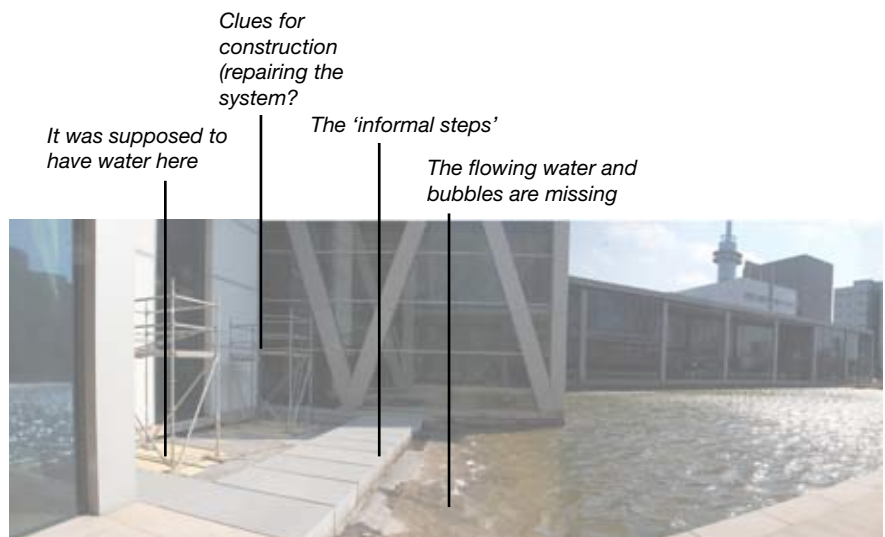 Clues for
construction
(repairing the
system?
The ‘informal steps’
It was supposed to
have water here
The flowing water and
bubbles are missing